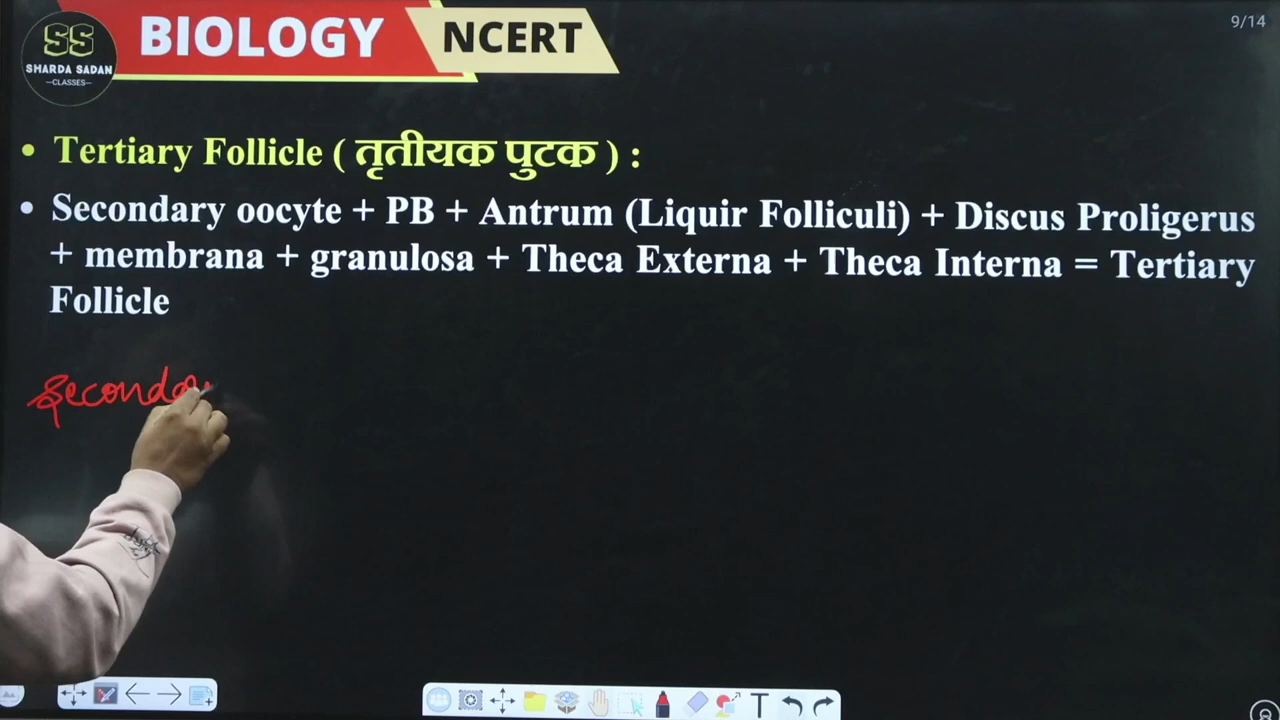 SS
SHARDA SADAN
—CLASSES—
BIOLOGY NCERT
9/14
• Tertiary Follicle ( तृतीयक पुटक ) :
• Secondary oocyte + PB + Antrum (Liquir Folliculi) + Discus Proligerus
+ membrana + granulosa + Theca Externa + Theca Interna = Tertiary
Follicle
Seconda
T